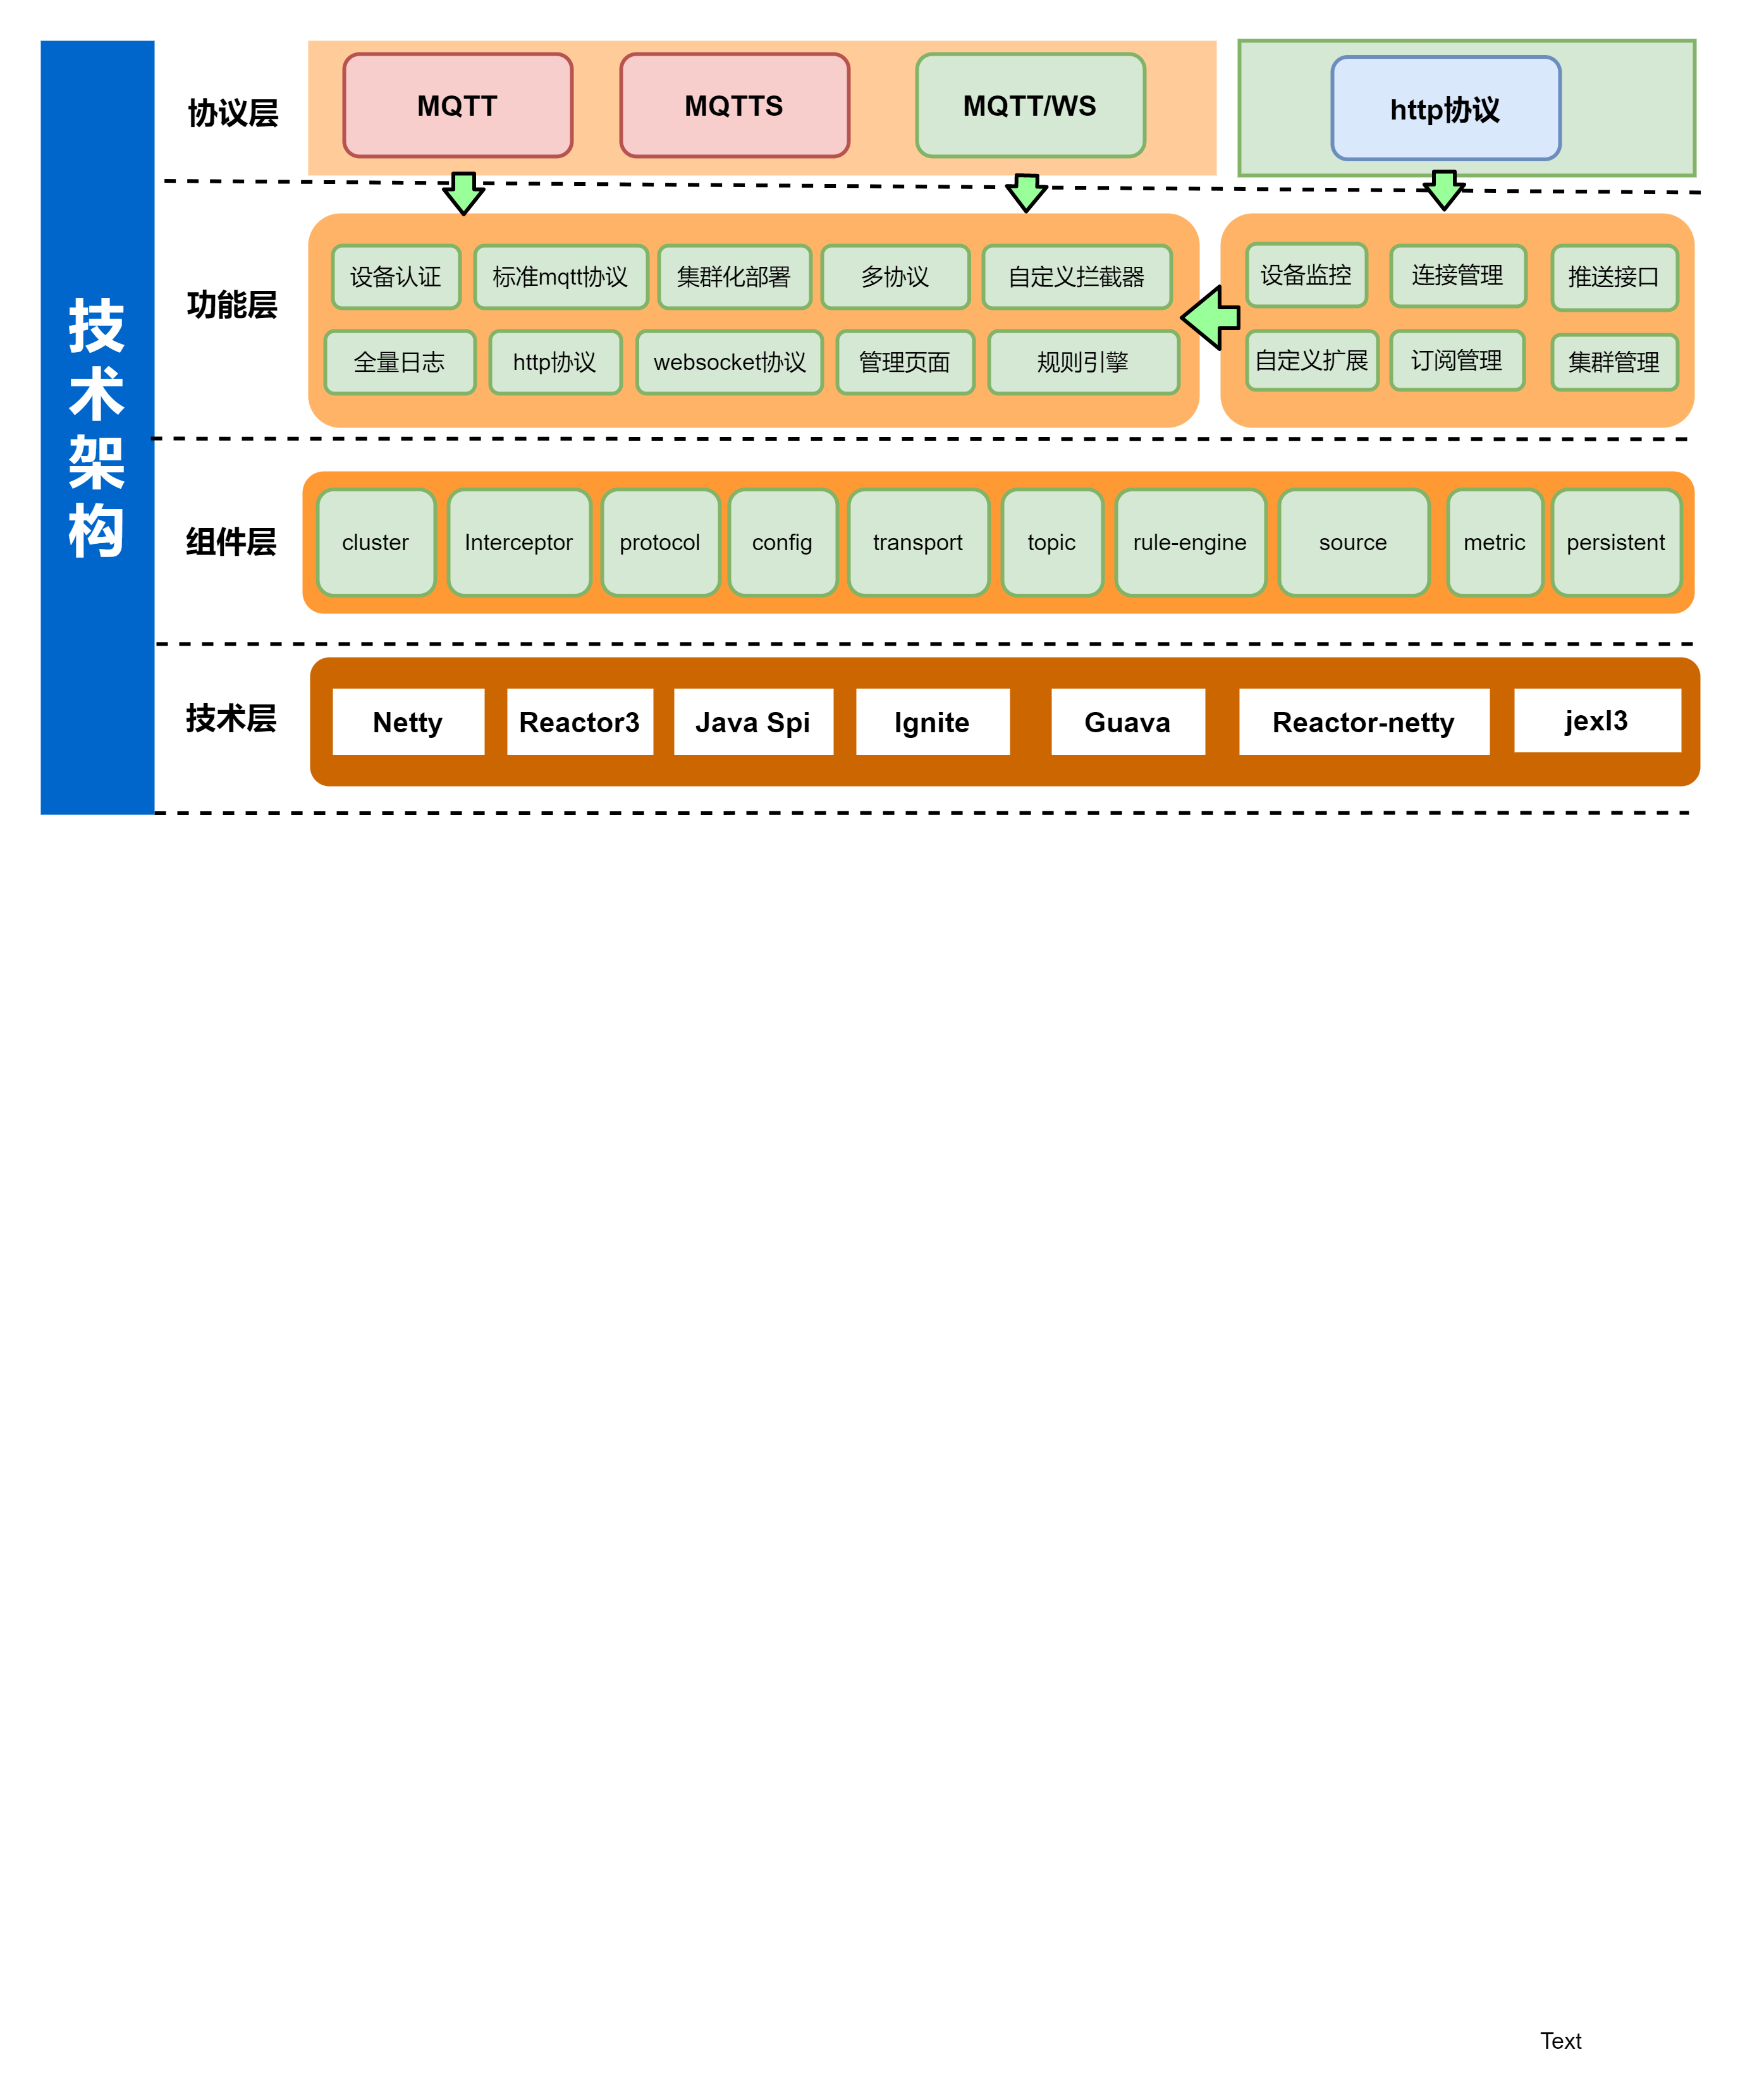 技术架构
协议层
MQTT
MQTTS
MQTT/WS
http协议
功能层
设备认证
标准mqtt协议
集群化部署
多协议
自定义拦截器
全量日志
http协议
websocket协议
管理页面
规则引擎
设备监控
连接管理
推送接口
自定义扩展
订阅管理
集群管理
组件层
cluster
Interceptor
protocol
config
transport
topic
rule-engine
source
metric
persistent
技术层
Netty
Reactor3
Java Spi
Ignite
Guava
Reactor-netty
jexl3
Text